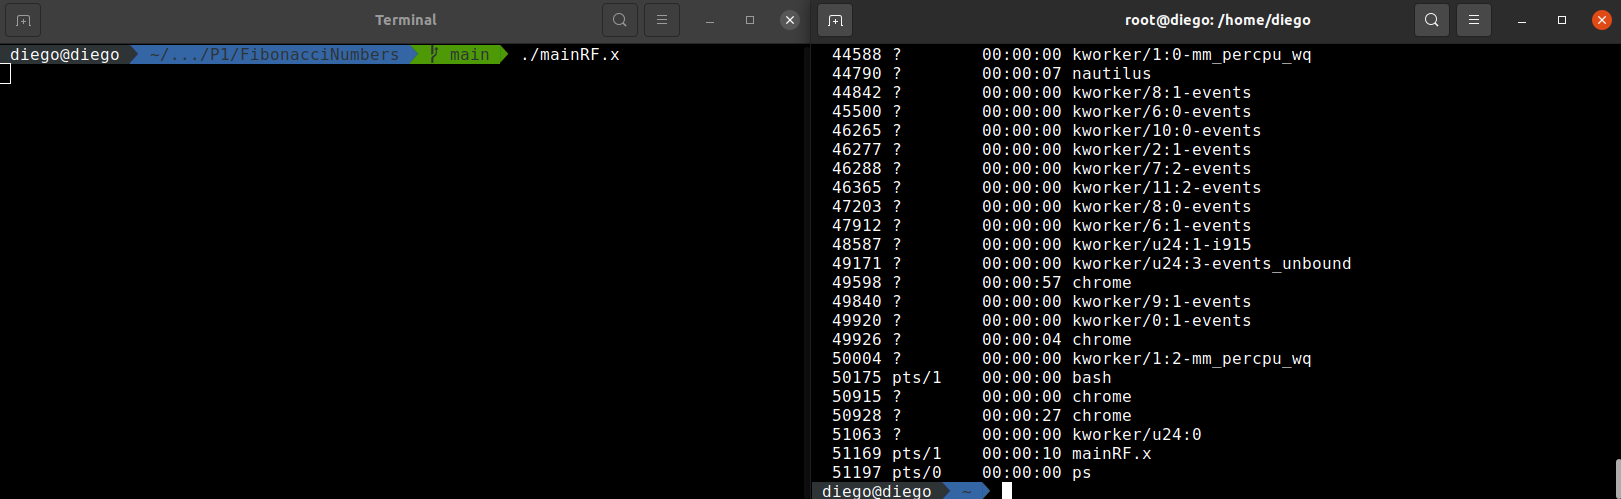 Terminal
diego@diego ~/.../P1/FibonacciNumbers main ./mainRF.x
root@diego: /home/diego
44588 ? 00:00:00 kworker/1:0-mm_percpu_wq
44790 ? 00:00:07 nautilus
44842 ? 00:00:00 kworker/8:1-events
45500 ? 00:00:00 kworker/6:0-events
46265 ? 00:00:00 kworker/10:0-events
46277 ? 00:00:00 kworker/2:1-events
46288 ? 00:00:00 kworker/7:2-events
46365 ? 00:00:00 kworker/11:2-events
47203 ? 00:00:00 kworker/8:0-events
47912 ? 00:00:00 kworker/6:1-events
48587 ? 00:00:00 kworker/u24:1-i915
49171 ? 00:00:00 kworker/u24:3-events_unbound
49598 ? 00:00:57 chrome
49840 ? 00:00:00 kworker/9:1-events
49920 ? 00:00:00 kworker/0:1-events
49926 ? 00:00:04 chrome
50004 ? 00:00:00 kworker/1:2-mm_percpu_wq
50175 pts/1 00:00:00 bash
50915 ? 00:00:00 chrome
50928 ? 00:00:27 chrome
51063 ? 00:00:00 kworker/u24:0
51169 pts/1 00:00:10 mainRF.x
51197 pts/0 00:00:00 ps
diego@diego ~